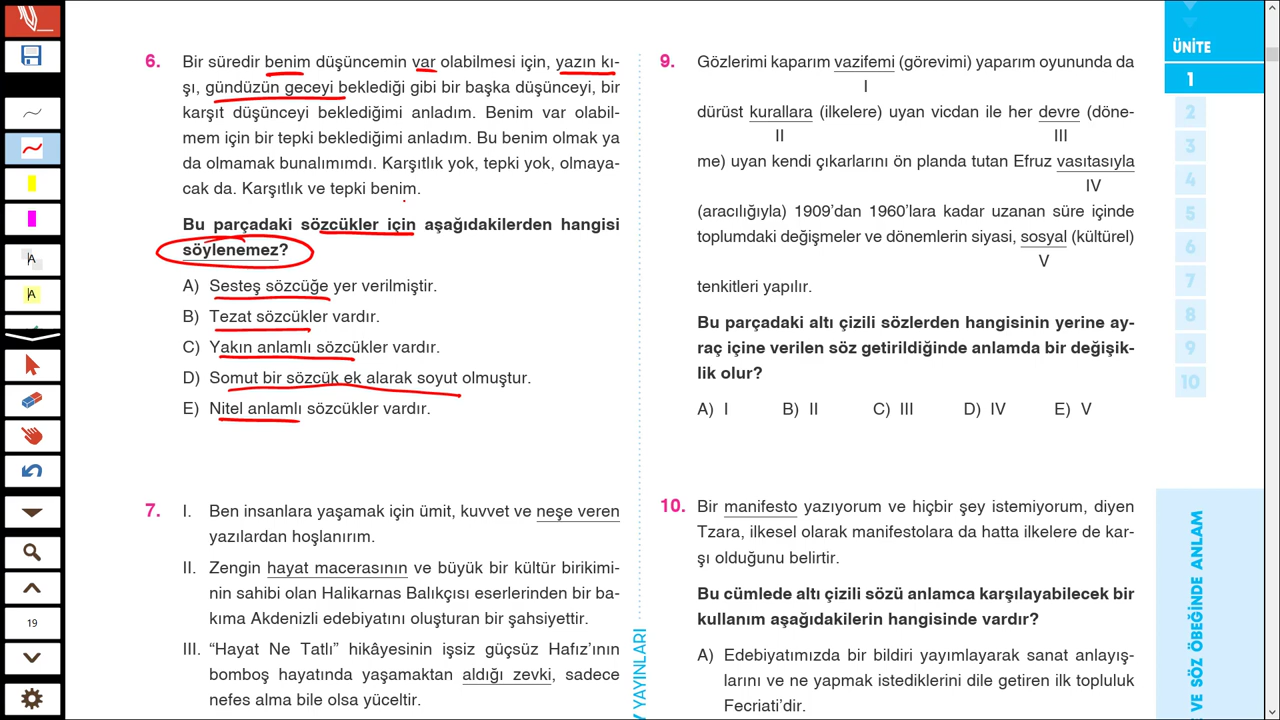 6. Bir süredir benim düşüncemin var olabilmesi için, yazın kı-
şı, gündüzün geceyi beklediği gibi bir başka düşünceyi, bir
karşıt düşünceyi beklediğimi anladım. Benim var olabil-
mem için bir tepki beklediğimi anladım. Bu benim olmak ya
da olmamak bunalımımdı. Karşıtlık yok, tepki yok, olmaya-
cak da. Karşıtlık ve tepki benim.
Bu parçadaki sözcükler için aşağıdakilerden hangisi
söylenemez?
A) Sesteş sözcüğe yer verilmiştir.
B) Tezat sözcükler vardır.
C) Yakın anlamlı sözcükler vardır.
D) Somut bir sözcük ek alarak soyut olmuştur.
E) Nitel anlamlı sözcükler vardır.
7. I. Ben insanlara yaşamak için ümit, kuvvet ve neşe veren
yazılardan hoşlanırım.
II. Zengin hayat macerasının ve büyük bir kültür birikimi-
nin sahibi olan Halikarnas Balıkçısı eserlerinden bir ba-
kıma Akdenizli edebiyatını oluşturan bir şahsiyettir.
III. “Hayat Ne Tatlı” hikâyesinin işsiz güçsüz Hafız’ının
bomboş hayatında yaşamaktan aldığı zevki, sadece
nefes alma bile olsa yüceltir.
9. Gözlerimi kaparım vazifemi (görevimi) yaparım oyununda da
I
dürüst kurallara (ilkelere) uyan vicdan ile her devre (döne-
II III
me) uyan kendi çıkarlarını ön planda tutan Efruz vasıtasıyla
IV
(aracılığıyla) 1909’dan 1960’lara kadar uzanan süre içinde
toplumdaki değişmeler ve dönemlerin siyasi, sosyal (kültürel)
V
tenkitleri yapılır.
Bu parçadaki altı çizili sözlerden hangisinin yerine ay-
raç içine verilen söz getirildiğinde anlamda bir değişik-
lik olur?
A) I B) II C) III D) IV E) V
10. Bir manifesto yazıyorum ve hiçbir şey istemiyorum, diyen
Tzara, ilkesel olarak manifestolara da hatta ilkelere de kar-
şı olduğunu belirtir.
Bu cümlede altı çizili sözü anlamca karşılayabilecek bir
kullanım aşağıdakilerin hangisinde vardır?
A) Edebiyatımızda bir bildiri yayımlayarak sanat anlayış-
larını ve ne yapmak istediklerini dile getiren ilk topluluk
Fecriati’dir.
ÜNİTE
1
2
3
4
5
6
7
8
9
10
VE SÖZ ÖBEĞİNDE ANLAM
YAYINLARI
A
A
19